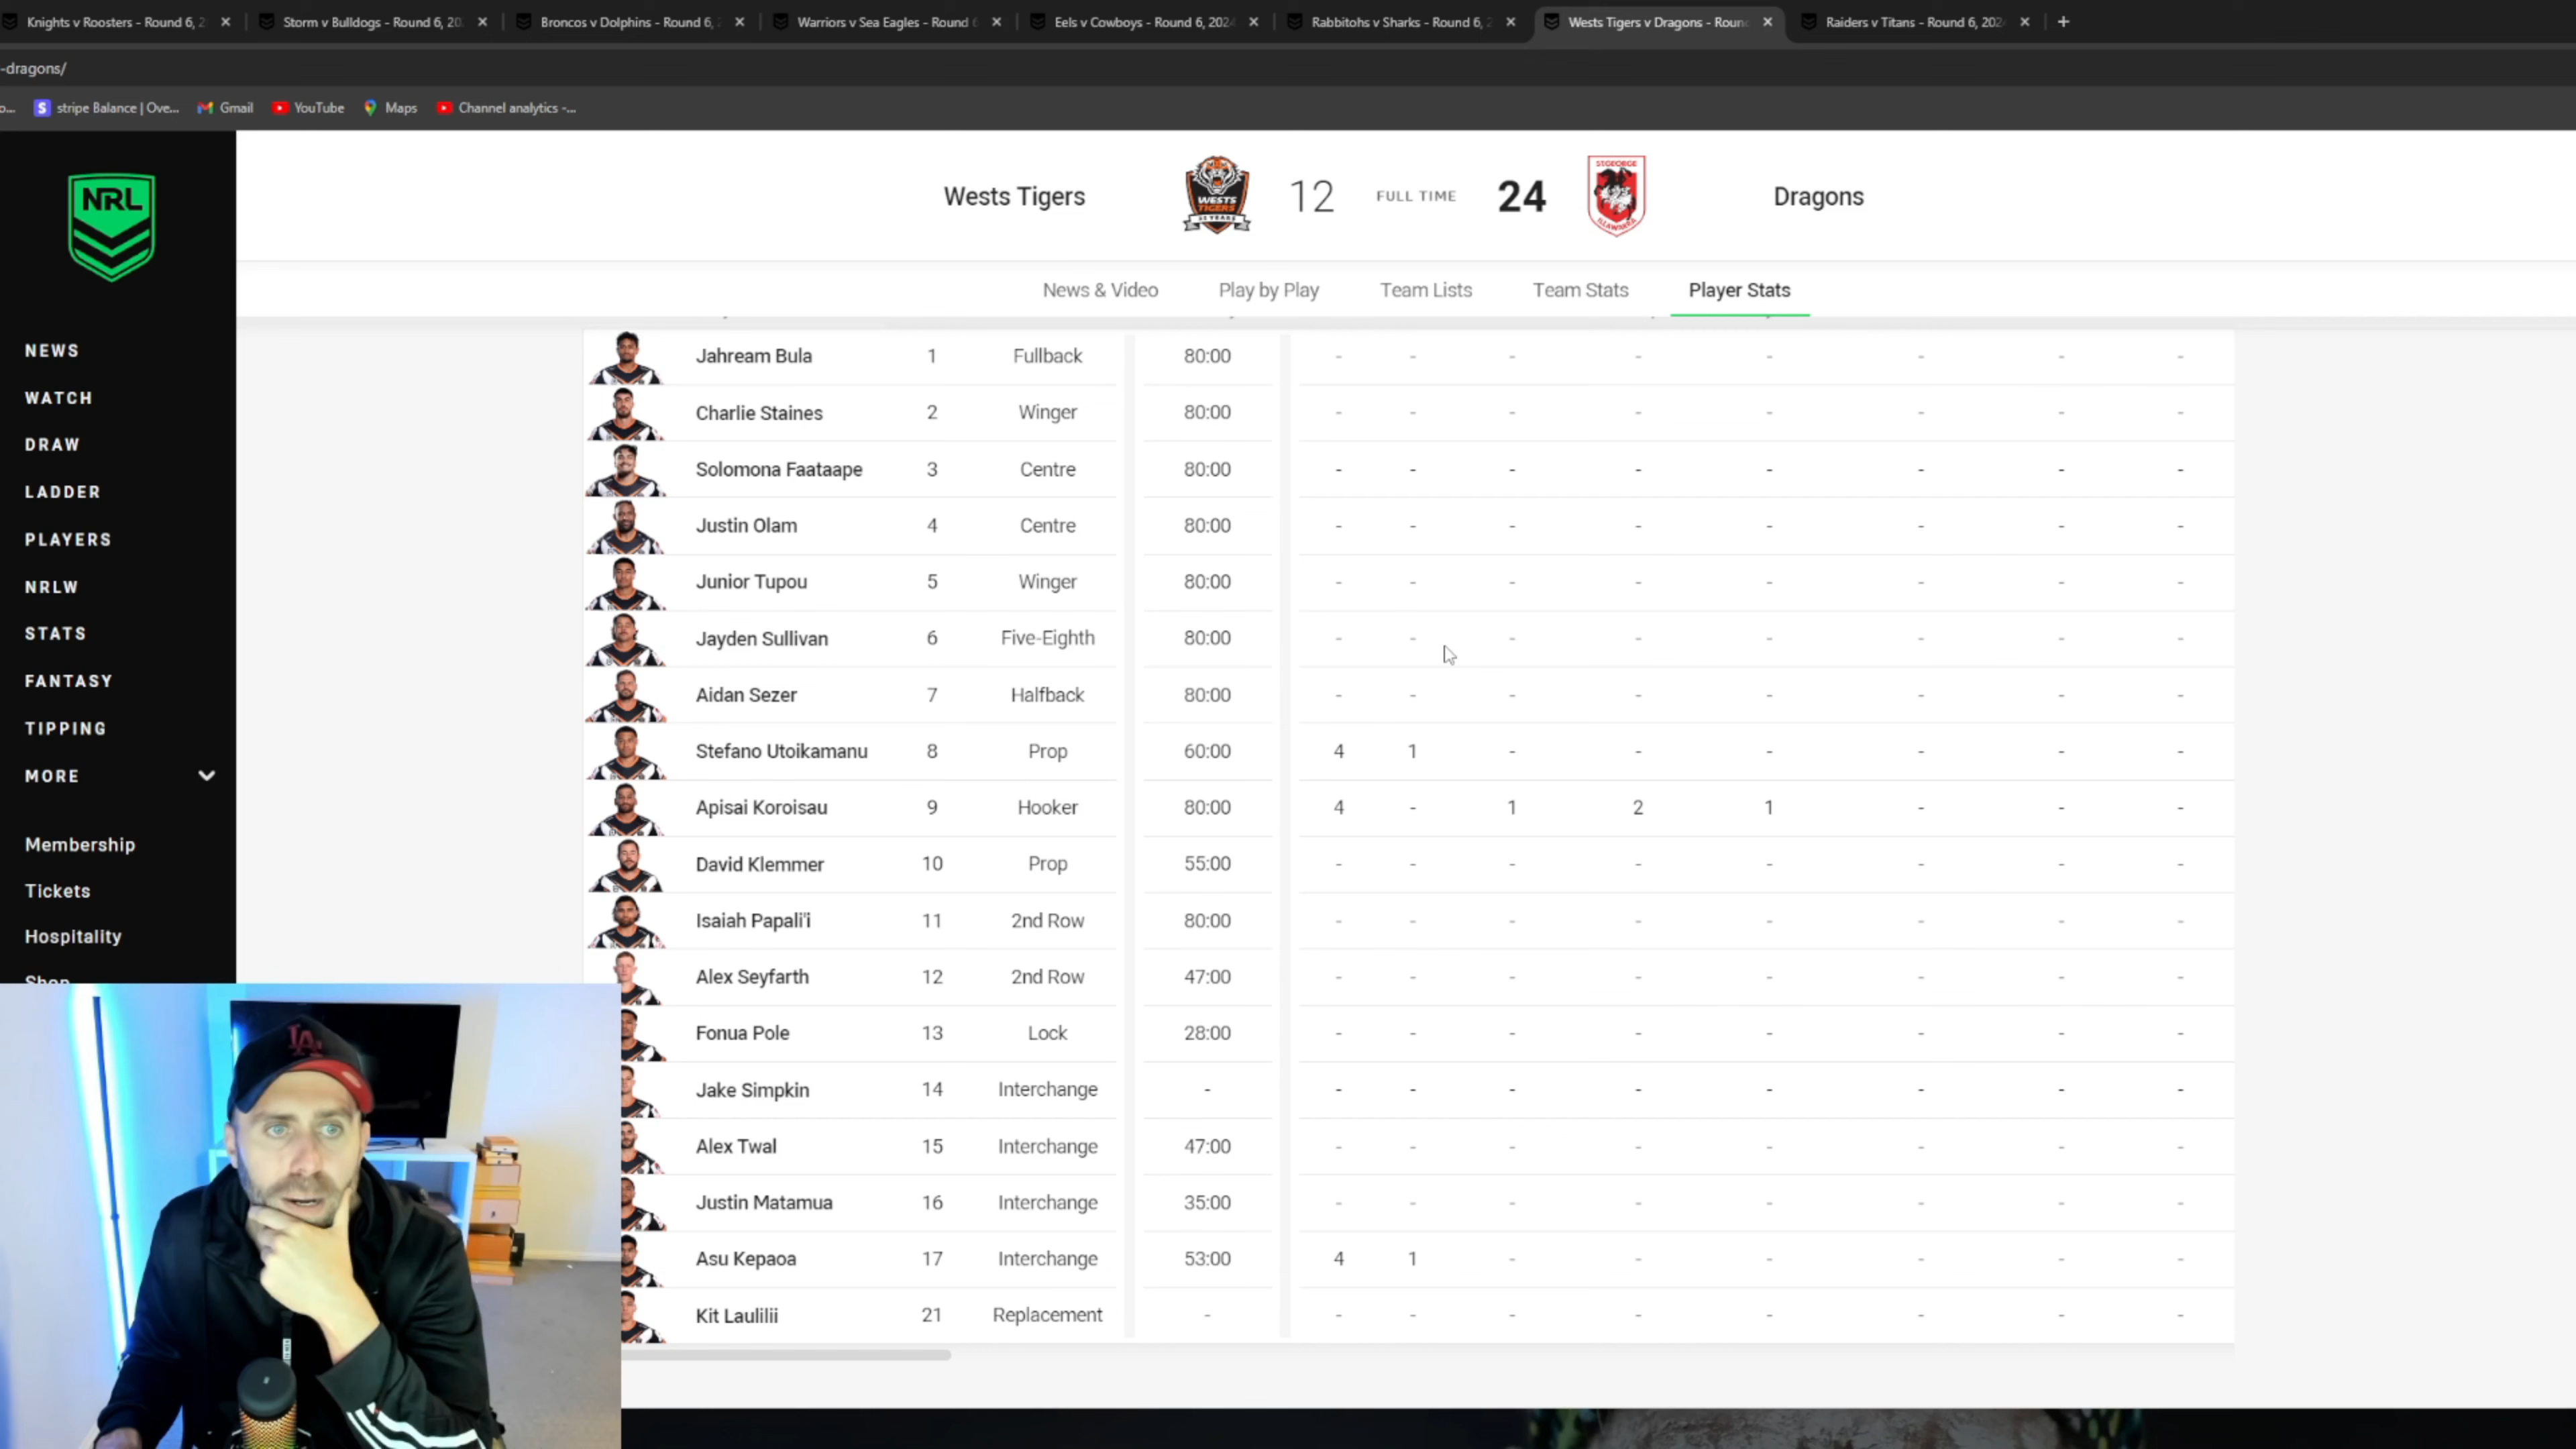 Knights v Roosters - Round 6, 2
Storm v Bulldogs - Round 6, 20
Broncos v Dolphins - Round 6,
Warriors v Sea Eagles - Round 6
Eels v Cowboys - Round 6, 2024
Rabbitohs v Sharks - Round 6, 2
Wests Tigers v Dragons - Roun
Raiders v Titans - Round 6, 202
-dragons/
o...
stripe Balance | Ove...
Gmail
YouTube
Maps
Channel analytics -...
NRL
Wests Tigers
WESTS TIGERS
12
FULL TIME
24
ST.GEORGE
ILLAWARRA
Dragons
News & Video
Play by Play
Team Lists
Team Stats
Player Stats
NEWS
WATCH
DRAW
LADDER
PLAYERS
NRLW
STATS
FANTASY
TIPPING
MORE
Membership
Tickets
Hospitality
Shop
Jahream Bula 1 Fullback 80:00 - - - - - - - -
Charlie Staines 2 Winger 80:00 - - - - - - - -
Solomona Faataape 3 Centre 80:00 - - - - - - - -
Justin Olam 4 Centre 80:00 - - - - - - - -
Junior Tupou 5 Winger 80:00 - - - - - - - -
Jayden Sullivan 6 Five-Eighth 80:00 - - - - - - - -
Aidan Sezer 7 Halfback 80:00 - - - - - - - -
Stefano Utoikamanu 8 Prop 60:00 4 1 - - - - - -
Apisai Koroisau 9 Hooker 80:00 4 - 1 2 1 - - -
David Klemmer 10 Prop 55:00 - - - - - - - -
Isaiah Papali'i 11 2nd Row 80:00 - - - - - - - -
Alex Seyfarth 12 2nd Row 47:00 - - - - - - - -
Fonua Pole 13 Lock 28:00 - - - - - - - -
Jake Simpkin 14 Interchange - - - - - - - - -
Alex Twal 15 Interchange 47:00 - - - - - - - -
Justin Matamua 16 Interchange 35:00 - - - - - - - -
Asu Kepaoa 17 Interchange 53:00 4 1 - - - - - -
Kit Laulilii 21 Replacement - - - - - - - - -
LA